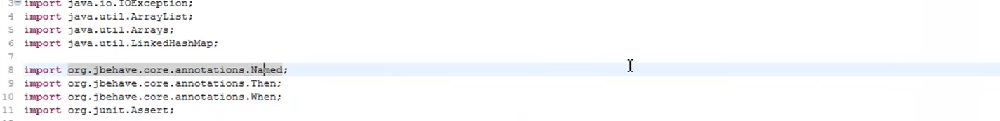 3 import java.io.IOException;
4 import java.util.ArrayList;
5 import java.util.Arrays;
6 import java.util.LinkedHashMap;
7
8 import org.jbehave.core.annotations.Named;
9 import org.jbehave.core.annotations.Then;
10 import org.jbehave.core.annotations.When;
11 import org.junit.Assert;